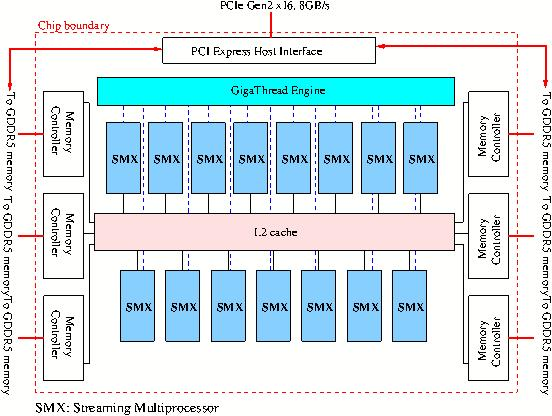 PCIe Gen2 x16, 8GB/s
Chip boundary
PCI Express Host Interface
GigaThread Engine
To GDDR5 memory
Memory Controller
SMX SMX SMX SMX SMX SMX SMX SMX
Memory Controller
To GDDR5 memory
To GDDR5 memory
Memory Controller
L2 cache
Memory Controller
To GDDR5 memory
To GDDR5 memory
Memory Controller
SMX SMX SMX SMX SMX SMX SMX
Memory Controller
To GDDR5 memory
SMX: Streaming Multiprocessor